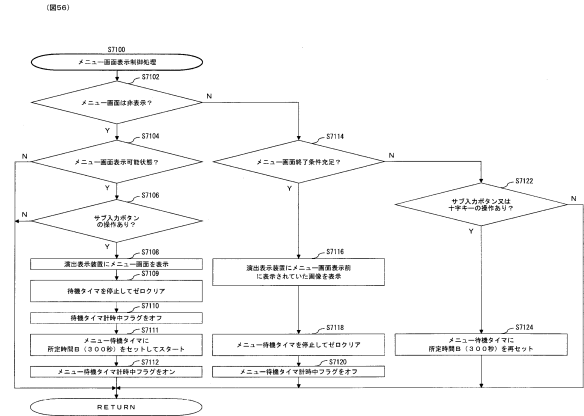 (図56)
S7100
メニュー画面表示制御処理
S7102
メニュー画面は非表示？
N
Y
S7104
メニュー画面表示可能状態？
N
Y
S7106
サブ入力ボタン
の操作あり？
N
Y
S7108
演出表示装置にメニュー画面を表示
S7109
待機タイマを停止してゼロクリア
S7110
待機タイマ計時中フラグをオフ
S7111
メニュー待機タイマに
所定時間B（300秒）をセットしてスタート
S7112
メニュー待機タイマ計時中フラグをオン
RETURN
S7114
メニュー画面終了条件充足？
N
Y
S7116
演出表示装置にメニュー画面表示前
に表示されていた画像を表示
S7118
メニュー待機タイマを停止してゼロクリア
S7120
メニュー待機タイマ計時中フラグをオフ
S7122
サブ入力ボタン又は
十字キーの操作あり？
N
Y
S7124
メニュー待機タイマに
所定時間B（300秒）を再セット